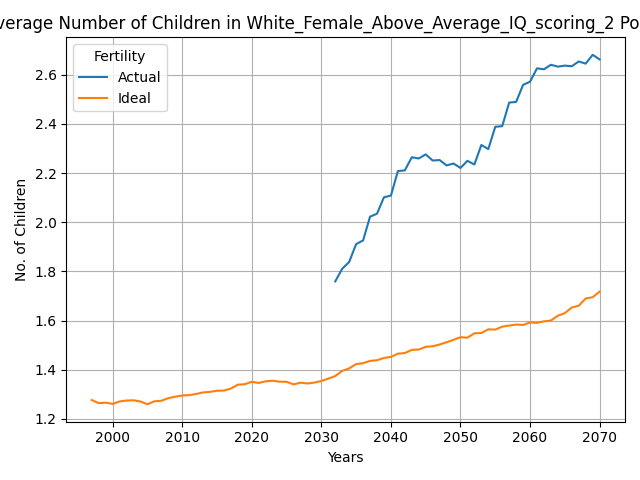 verage Number of Children in White_Female_Above_Average_IQ_scoring_2 Po
Fertility
Actual
Ideal
No. of Children
2.6
2.4
2.2
2.0
1.8
1.6
1.4
1.2
2000 2010 2020 2030 2040 2050 2060 2070
Years